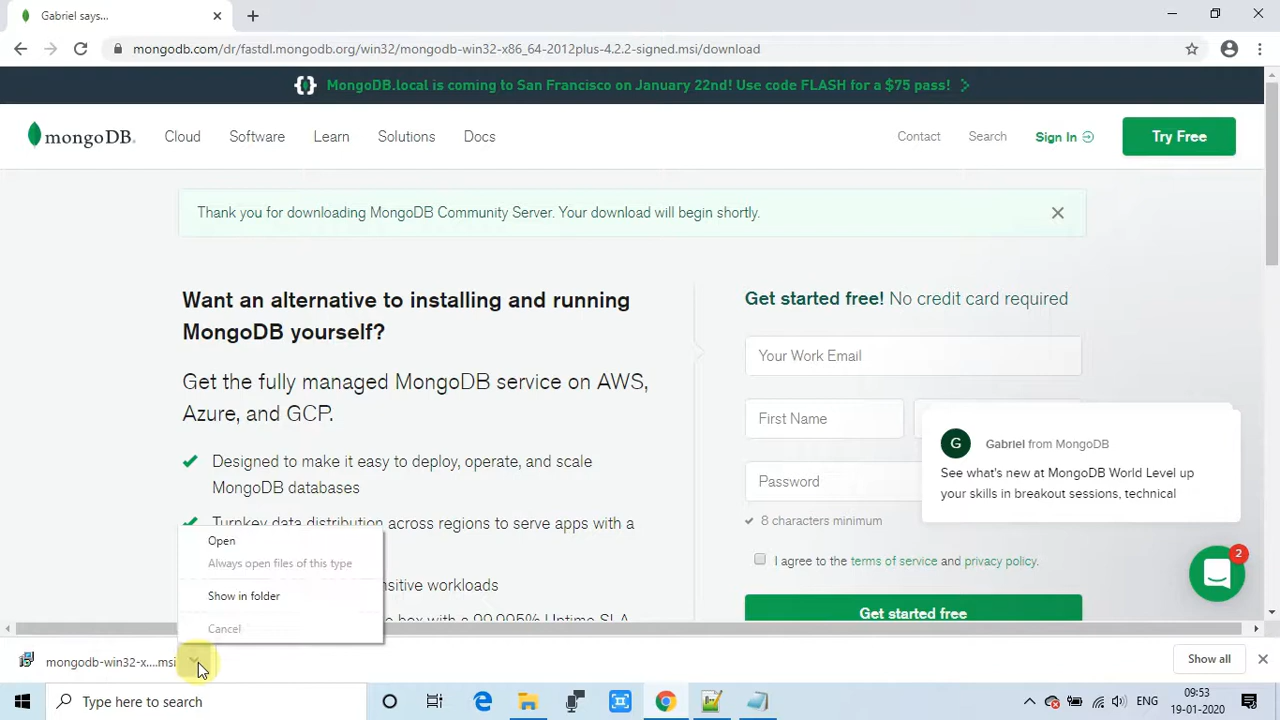 Gabriel says...
mongodb.com/dr/fastdl.mongodb.org/win32/mongodb-win32-x86_64-2012plus-4.2.2-signed.msi/download
MongoDB.local is coming to San Francisco on January 22nd! Use code FLASH for a $75 pass!
mongoDB. Cloud Software Learn Solutions Docs Contact Search Sign In Try Free
Thank you for downloading MongoDB Community Server. Your download will begin shortly.
Want an alternative to installing and running
MongoDB yourself?
Get the fully managed MongoDB service on AWS,
Azure, and GCP.
Designed to make it easy to deploy, operate, and scale
MongoDB databases
Turnkey data distribution across regions to serve apps with a
nsitive workloads
box with a 99.995% Uptime SLA
Get started free! No credit card required
Your Work Email
First Name
Password
8 characters minimum
I agree to the terms of service and privacy policy.
Get started free!
G
Gabriel from MongoDB
See what's new at MongoDB World Level up
your skills in breakout sessions, technical
2
Open
Always open files of this type
Show in folder
Cancel
mongodb-win32-x....msi
Show all
Type here to search
ENG
09:53
19-01-2020